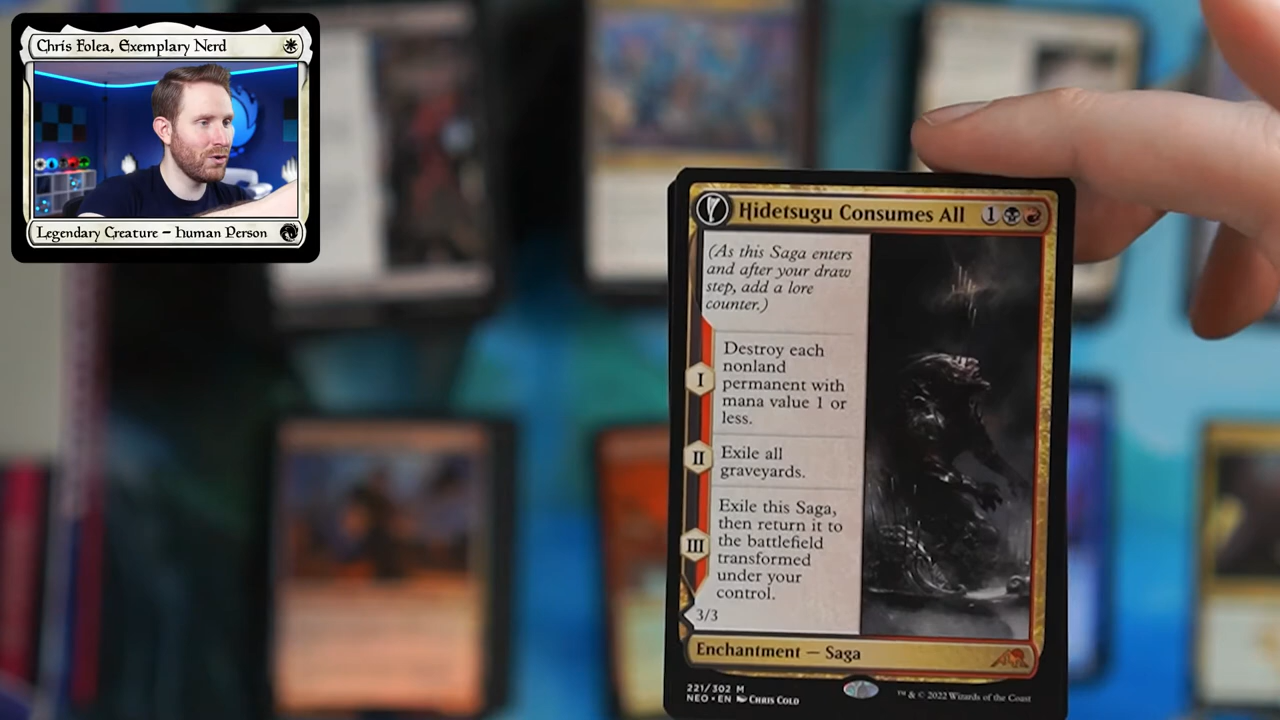 Chris Folea, Exemplary Nerd
Legendary Creature – Human Person
Hidetsugu Consumes All 1
(As this Saga enters
and after your draw
step, add a lore
counter.)
I
Destroy each
nonland
permanent with
mana value 1 or
less.
II
Exile all
graveyards.
III
Exile this Saga,
then return it to
the battlefield
transformed
under your
control.
3/3
Enchantment — Saga
221/302 M
NEO • EN Chris Cold
™ & © 2022 Wizards of the Coast